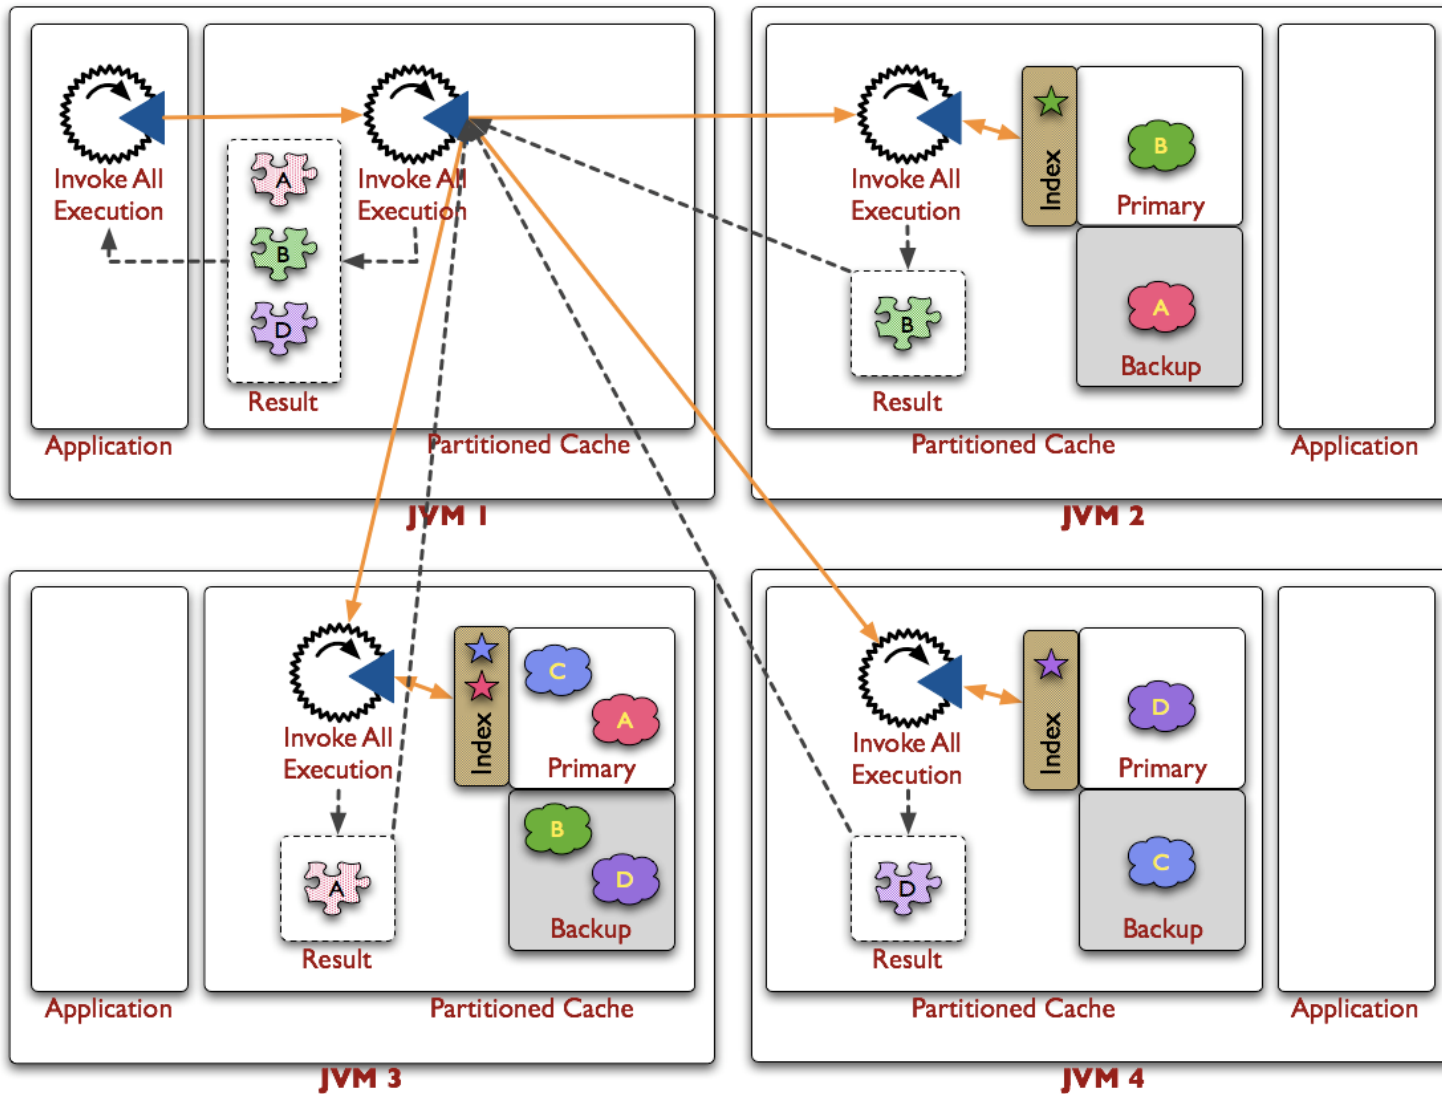 Invoke All
Execution
A
B
D
Result
Application
Invoke All
Execution
Partitioned Cache
JVM 1
Invoke All
Execution
B
Result
Index
B
Primary
A
Backup
Partitioned Cache
Application
JVM 2
Application
Invoke All
Execution
A
Result
Index
C
A
Primary
B
D
Backup
Partitioned Cache
JVM 3
Invoke All
Execution
D
Result
Index
D
Primary
C
Backup
Partitioned Cache
Application
JVM 4